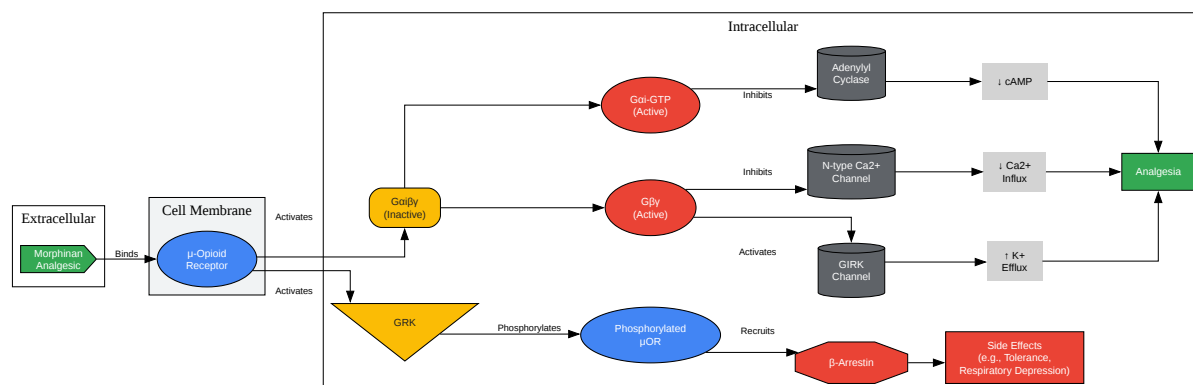 Intracellular
Adenylyl
Cyclase
↓ cAMP
Gαi-GTP
(Active)
Inhibits
N-type Ca2+
Channel
↓ Ca2+
Influx
Analgesia
Inhibits
Gαiβγ
(Inactive)
Gβγ
(Active)
Extracellular
Cell Membrane
Activates
Morphinan
Analgesic
Binds
μ-Opioid
Receptor
Activates
GIRK
Channel
↑ K+
Efflux
Activates
GRK
Phosphorylates
Phosphorylated
μOR
Recruits
β-Arrestin
Side Effects
(e.g., Tolerance,
Respiratory Depression)